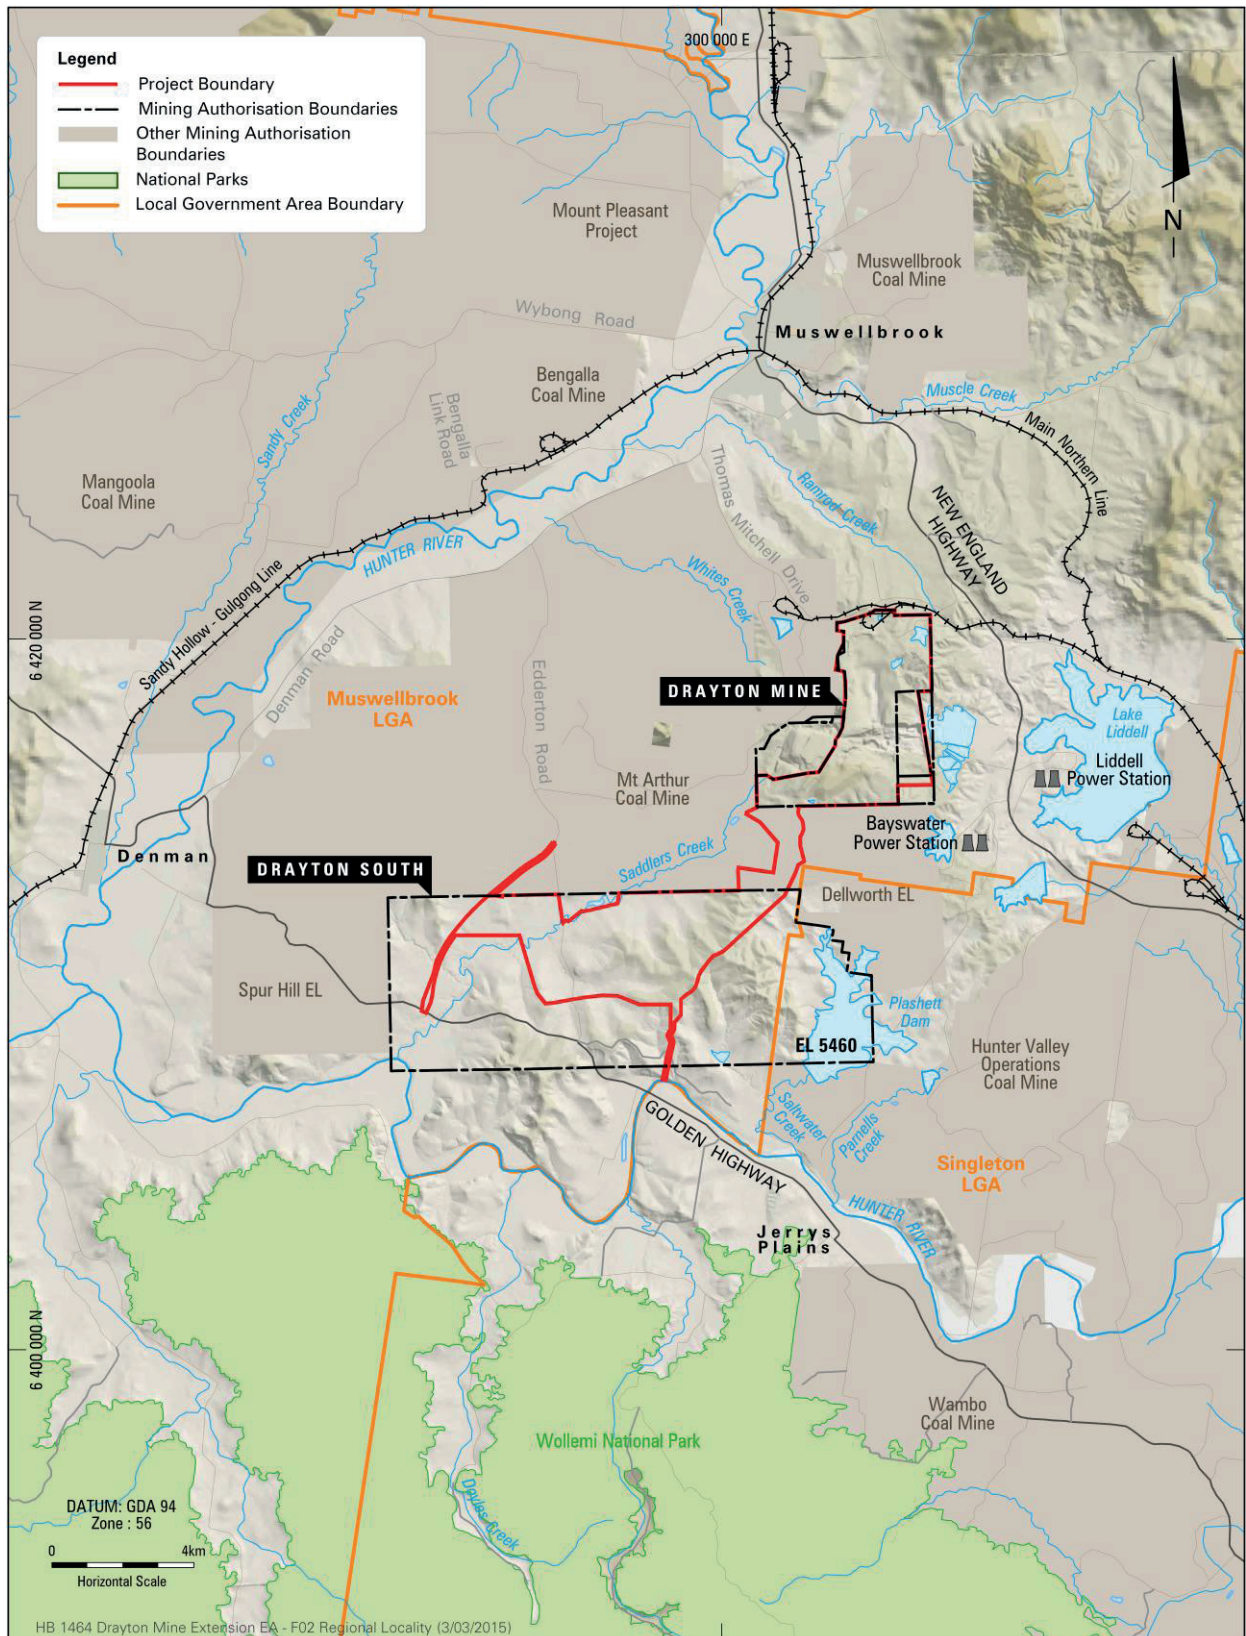 300 000 E
Legend
Project Boundary
Mining Authorisation Boundaries
Other Mining Authorisation
Boundaries
National Parks
Local Government Area Boundary
N
Mount Pleasant
Project
Muswellbrook
Coal Mine
Wybong Road
Muswellbrook
Bengalla
Coal Mine
Muscle Creek
Sandy Creek
Bengalla
Link Road
Main Northern Line
Mangoola
Coal Mine
Thomas Mitchell Drive
Ramrod Creek
NEW ENGLAND
HIGHWAY
HUNTER RIVER
Whites Creek
Sandy Hollow - Gulgong Line
6 420 000 N
Denman Road
Edderton Road
Muswellbrook
LGA
DRAYTON MINE
Lake
Liddell
Liddell
Power Station
Mt Arthur
Coal Mine
Bayswater
Power Station
Saddlers Creek
Denman
DRAYTON SOUTH
Dellworth EL
Spur Hill EL
Plashett
Dam
EL 5460
Hunter Valley
Operations
Coal Mine
GOLDEN HIGHWAY
Saltwater
Creek
Parnells
Creek
Singleton
LGA
HUNTER RIVER
Jerrys
Plains
6 400 000 N
Wambo
Coal Mine
Wollemi National Park
Doyles Creek
DATUM: GDA 94
Zone : 56
0 4km
Horizontal Scale
HB 1464 Drayton Mine Extension EA - F02 Regional Locality (3/03/2015)